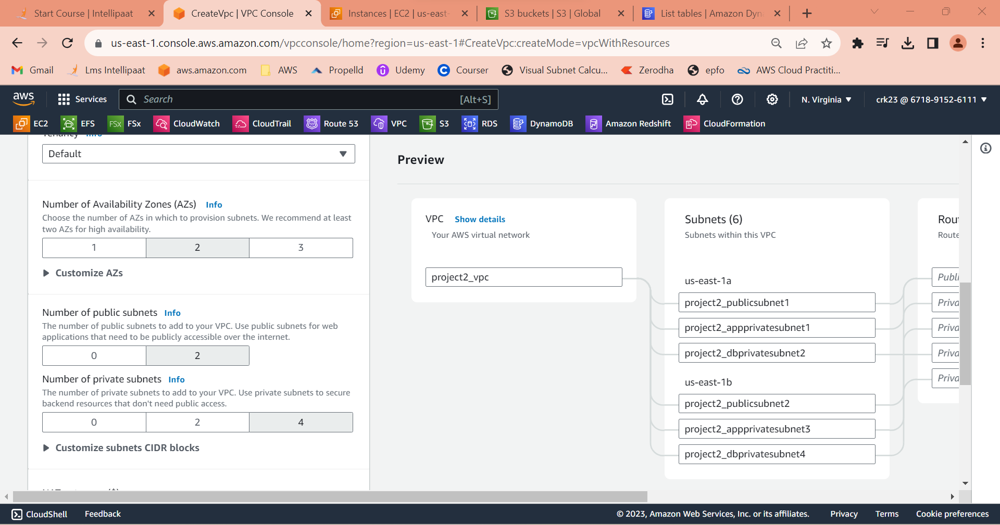 Start Course | Intellipaat
CreateVpc | VPC Console
Instances | EC2 | us-east-
S3 buckets | S3 | Global
List tables | Amazon Dyn
us-east-1.console.aws.amazon.com/vpcconsole/home?region=us-east-1#CreateVpc:createMode=vpcWithResources
Gmail
Lms Intellipaat
aws.amazon.com
AWS
Propelld
Udemy
Courser
Visual Subnet Calcu...
Zerodha
epfo
AWS Cloud Practiti...
aws
Services
Search
[Alt+S]
N. Virginia
crk23 @ 6718-9152-6111
EC2
EFS
FSx
FSx
CloudWatch
CloudTrail
Route 53
VPC
S3
RDS
DynamoDB
Amazon Redshift
CloudFormation
Tenancy Info
Default
Number of Availability Zones (AZs) Info
Choose the number of AZs in which to provision subnets. We recommend at least
two AZs for high availability.
1
2
3
Customize AZs
Number of public subnets Info
The number of public subnets to add to your VPC. Use public subnets for web
applications that need to be publicly accessible over the internet.
0
2
Number of private subnets Info
The number of private subnets to add to your VPC. Use private subnets to secure
backend resources that don't need public access.
0
2
4
Customize subnets CIDR blocks
Preview
VPC Show details
Your AWS virtual network
project2_vpc
Subnets (6)
Subnets within this VPC
us-east-1a
project2_publicsubnet1
project2_appprivatesubnet1
project2_dbprivatesubnet2
us-east-1b
project2_publicsubnet2
project2_appprivatesubnet3
project2_dbprivatesubnet4
Rou
Route
Publi
Priva
Priva
Priva
Priva
CloudShell
Feedback
© 2023, Amazon Web Services, Inc. or its affiliates.
Privacy
Terms
Cookie preferences